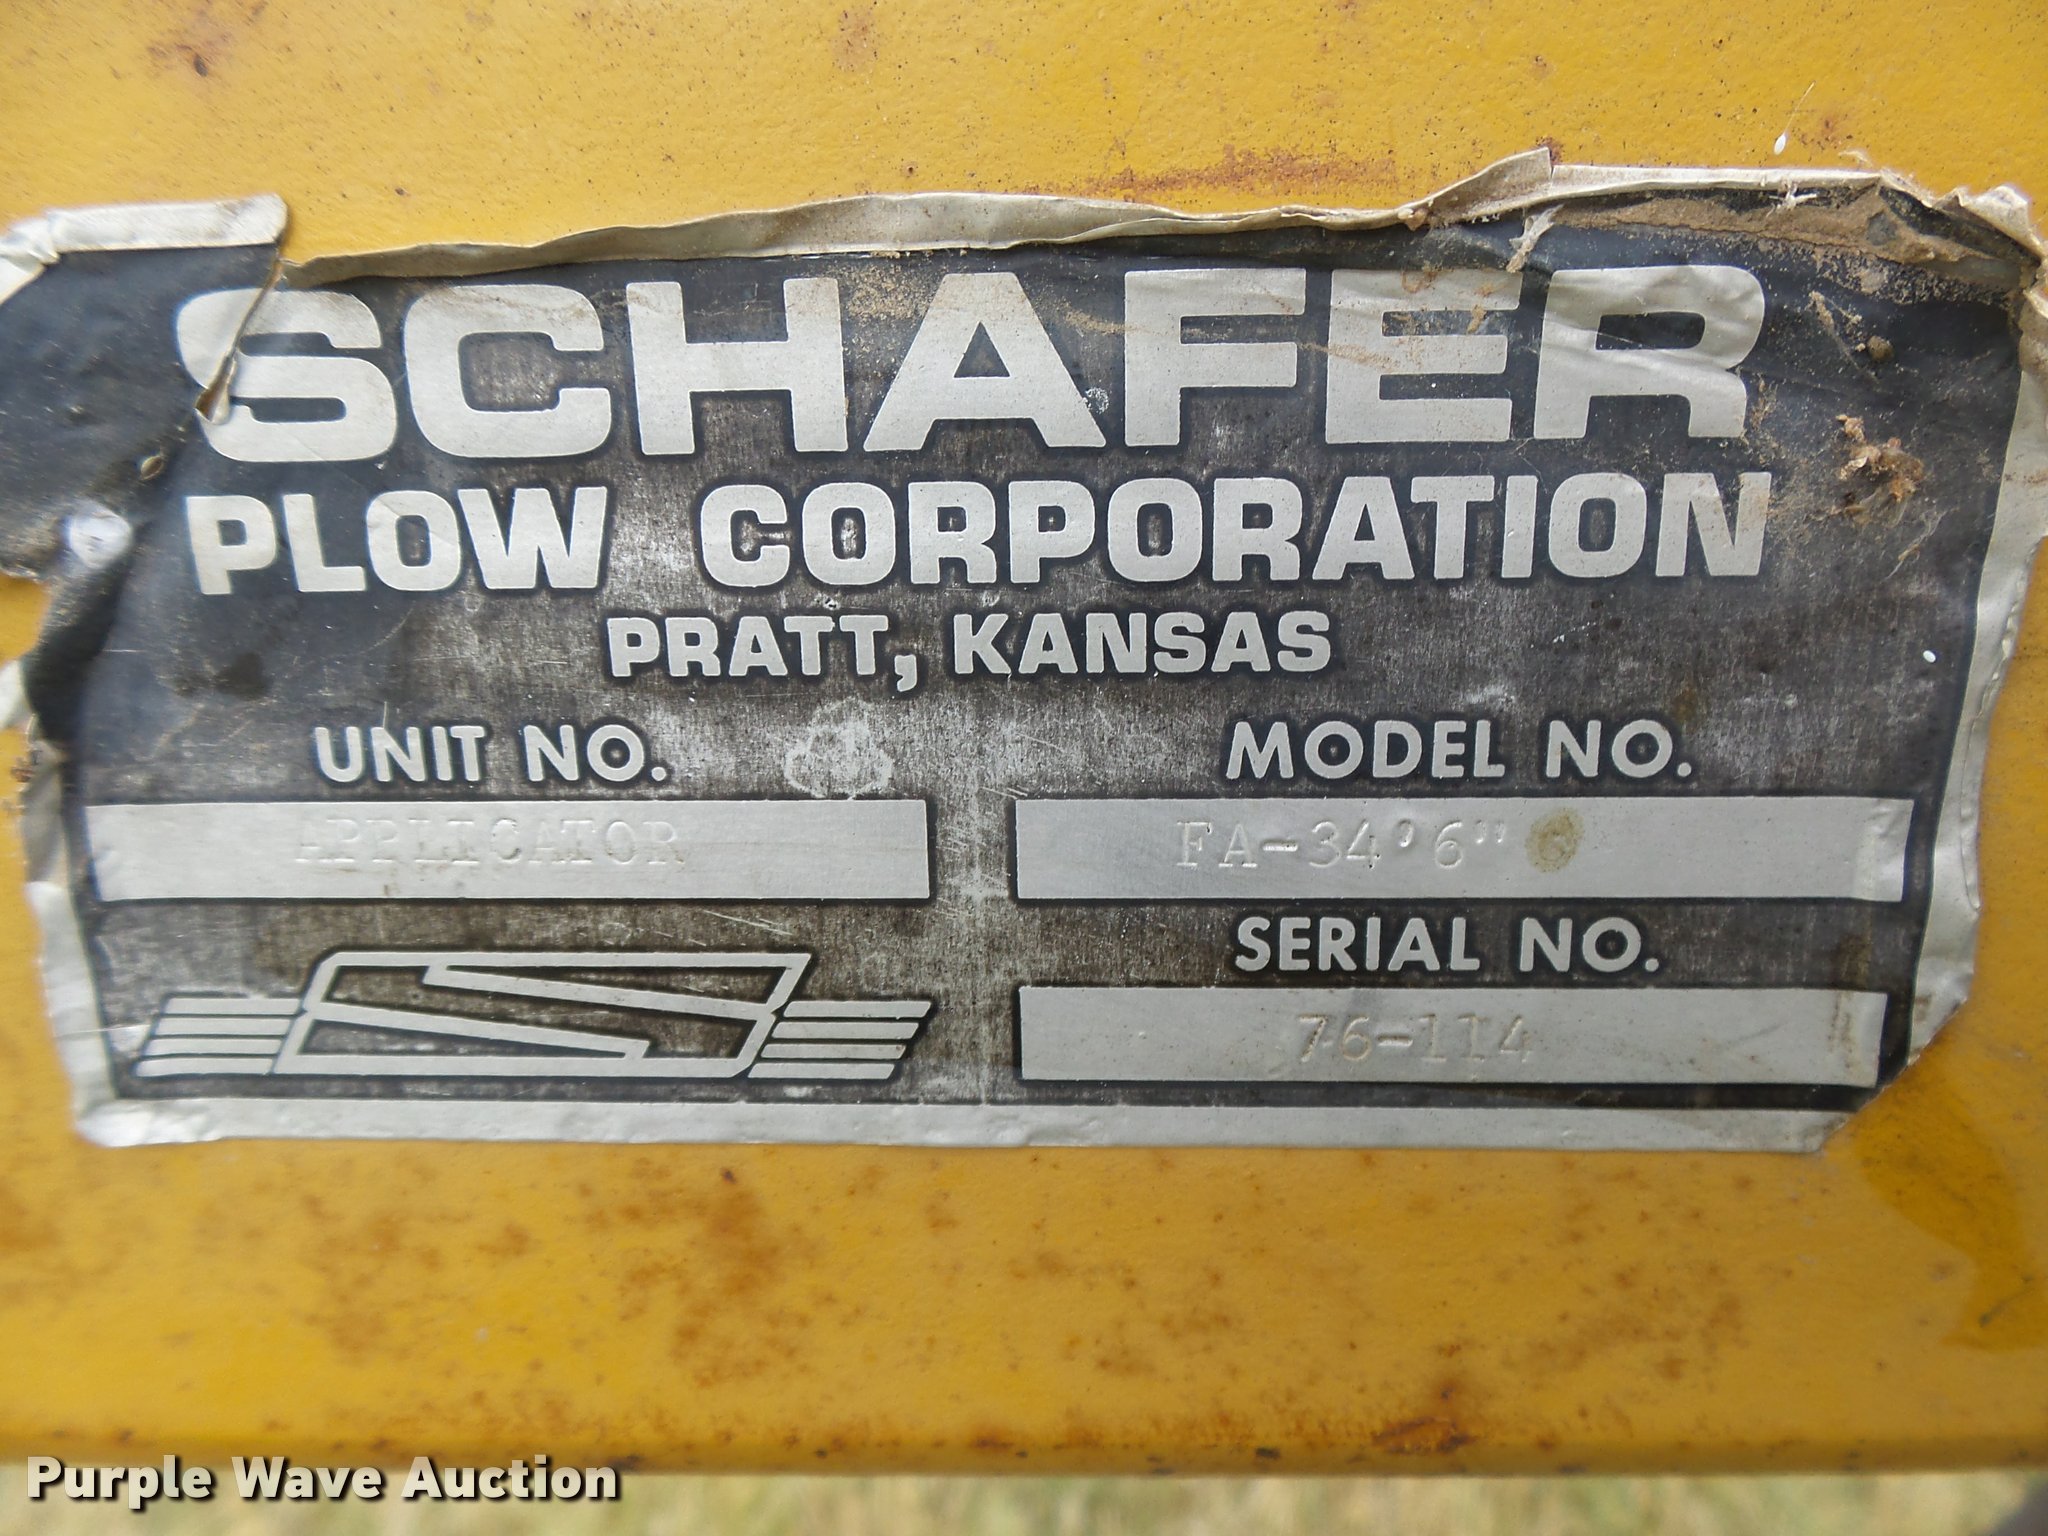 SCHAFER
PLOW CORPORATION
PRATT, KANSAS
UNIT NO.
APPLICATOR
MODEL NO.
FA-34'6"
SERIAL NO.
76-114
Purple Wave Auction